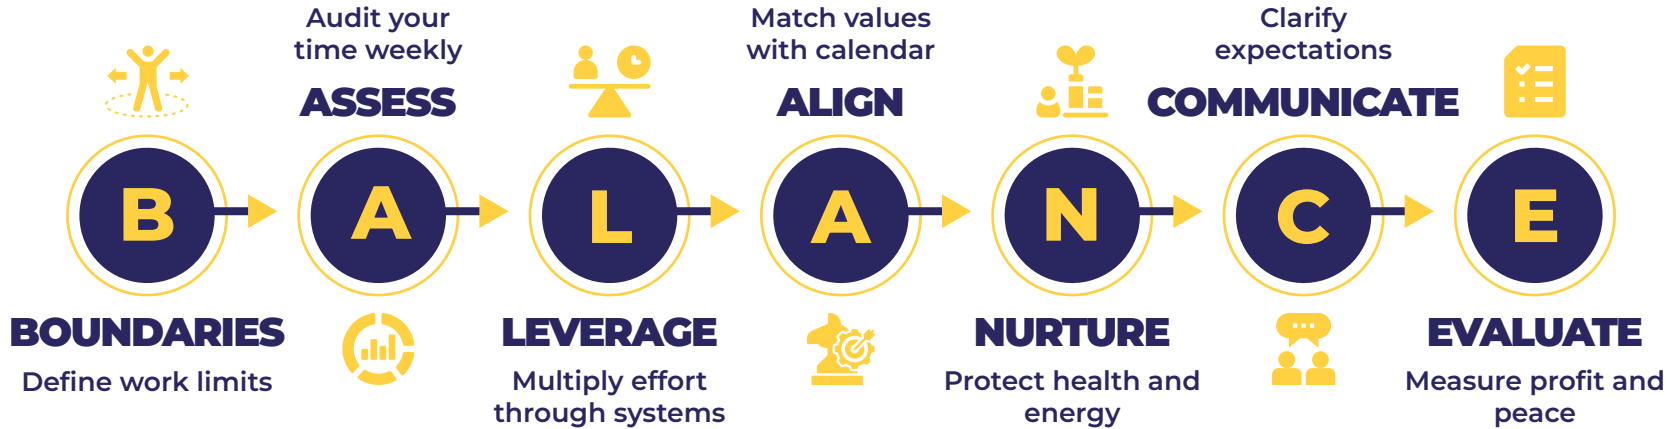 B
BOUNDARIES
Define work limits
Audit your
time weekly
ASSESS
A
L
LEVERAGE
Multiply effort
through systems
Match values
with calendar
ALIGN
A
N
NURTURE
Protect health and
energy
Clarify
expectations
COMMUNICATE
C
E
EVALUATE
Measure profit and
peace